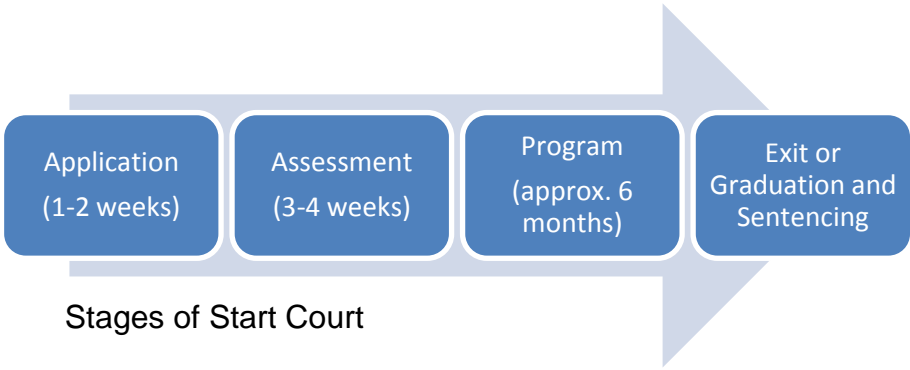 Application
(1-2 weeks)
Assessment
(3-4 weeks)
Program
(approx. 6
months)
Exit or
Graduation and
Sentencing
Stages of Start Court